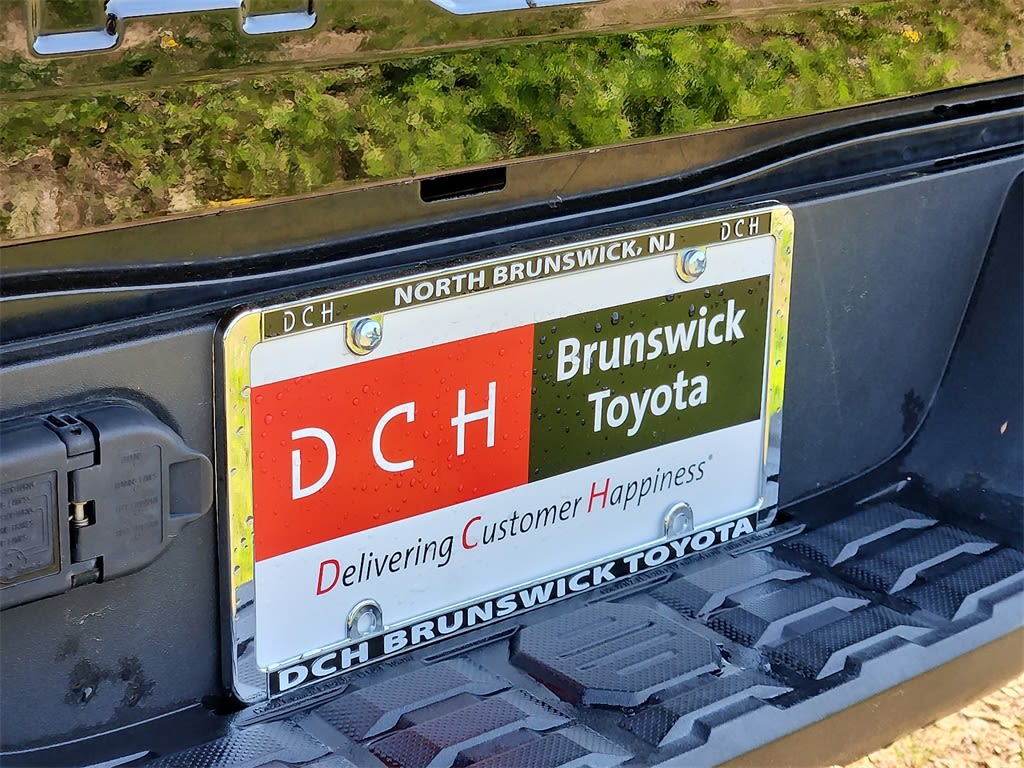 DCH NORTH BRUNSWICK, NJ DCH
DCH
Brunswick
Toyota
Delivering Customer Happiness®
DCH BRUNSWICK TOYOTA